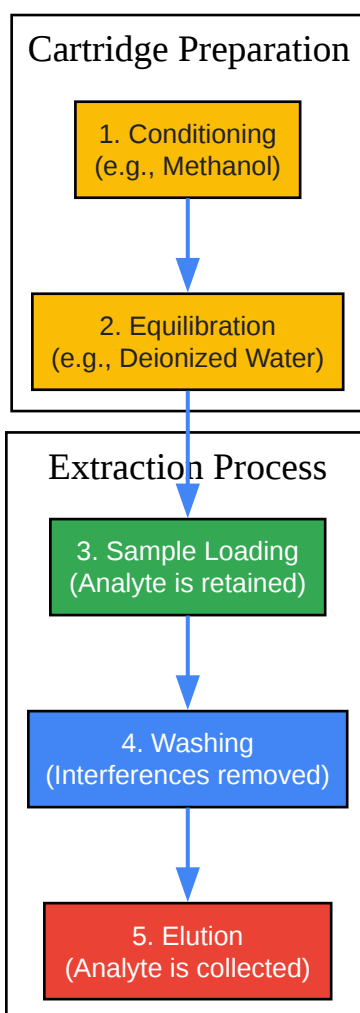 Cartridge Preparation
1. Conditioning
(e.g., Methanol)
2. Equilibration
(e.g., Deionized Water)
Extraction Process
3. Sample Loading
(Analyte is retained)
4. Washing
(Interferences removed)
5. Elution
(Analyte is collected)